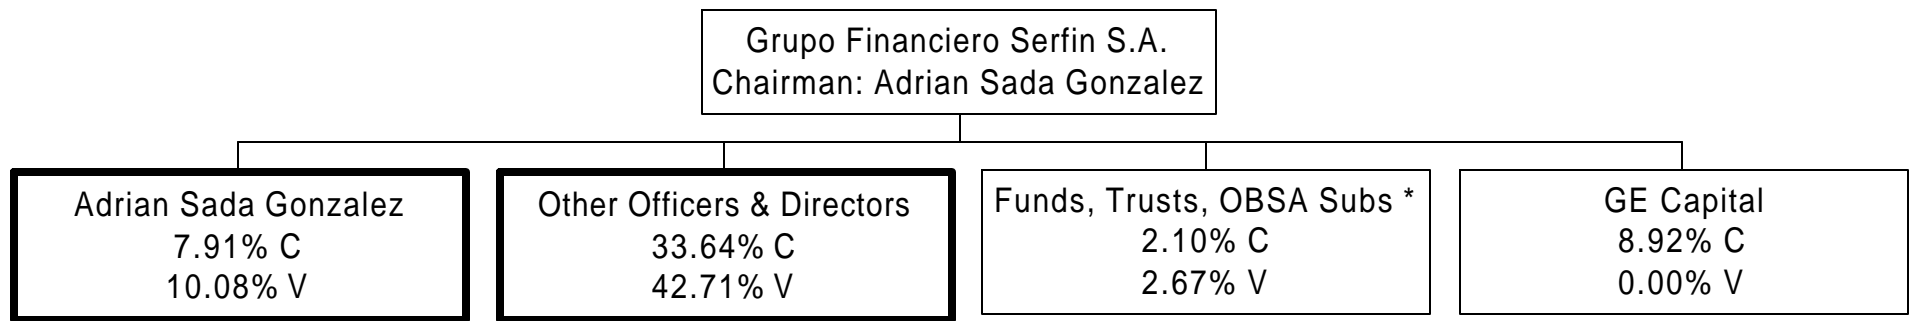 Grupo Financiero Serfin S.A.
Chairman: Adrian Sada Gonzalez
Adrian Sada Gonzalez
7.91% C
10.08% V
Other Officers & Directors
33.64% C
42.71% V
Funds, Trusts, OBSA Subs *
2.10% C
2.67% V
GE Capital
8.92% C
0.00% V